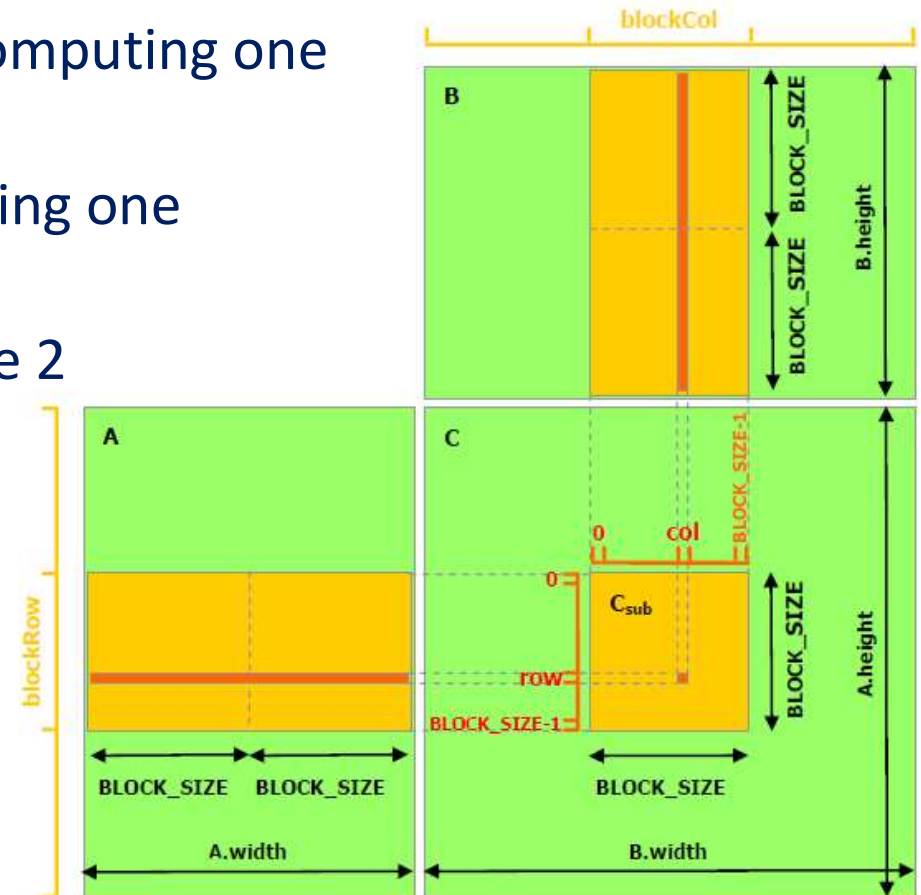 omputing one
ing one
e 2
blockCol
B
BLOCK_SIZE
BLOCK_SIZE
B.height
A
C
BLOCK_SIZE-1
0
col
0
C_sub
row
BLOCK_SIZE-1
BLOCK_SIZE
A.height
blockRow
BLOCK_SIZE BLOCK_SIZE
BLOCK_SIZE
A.width
B.width